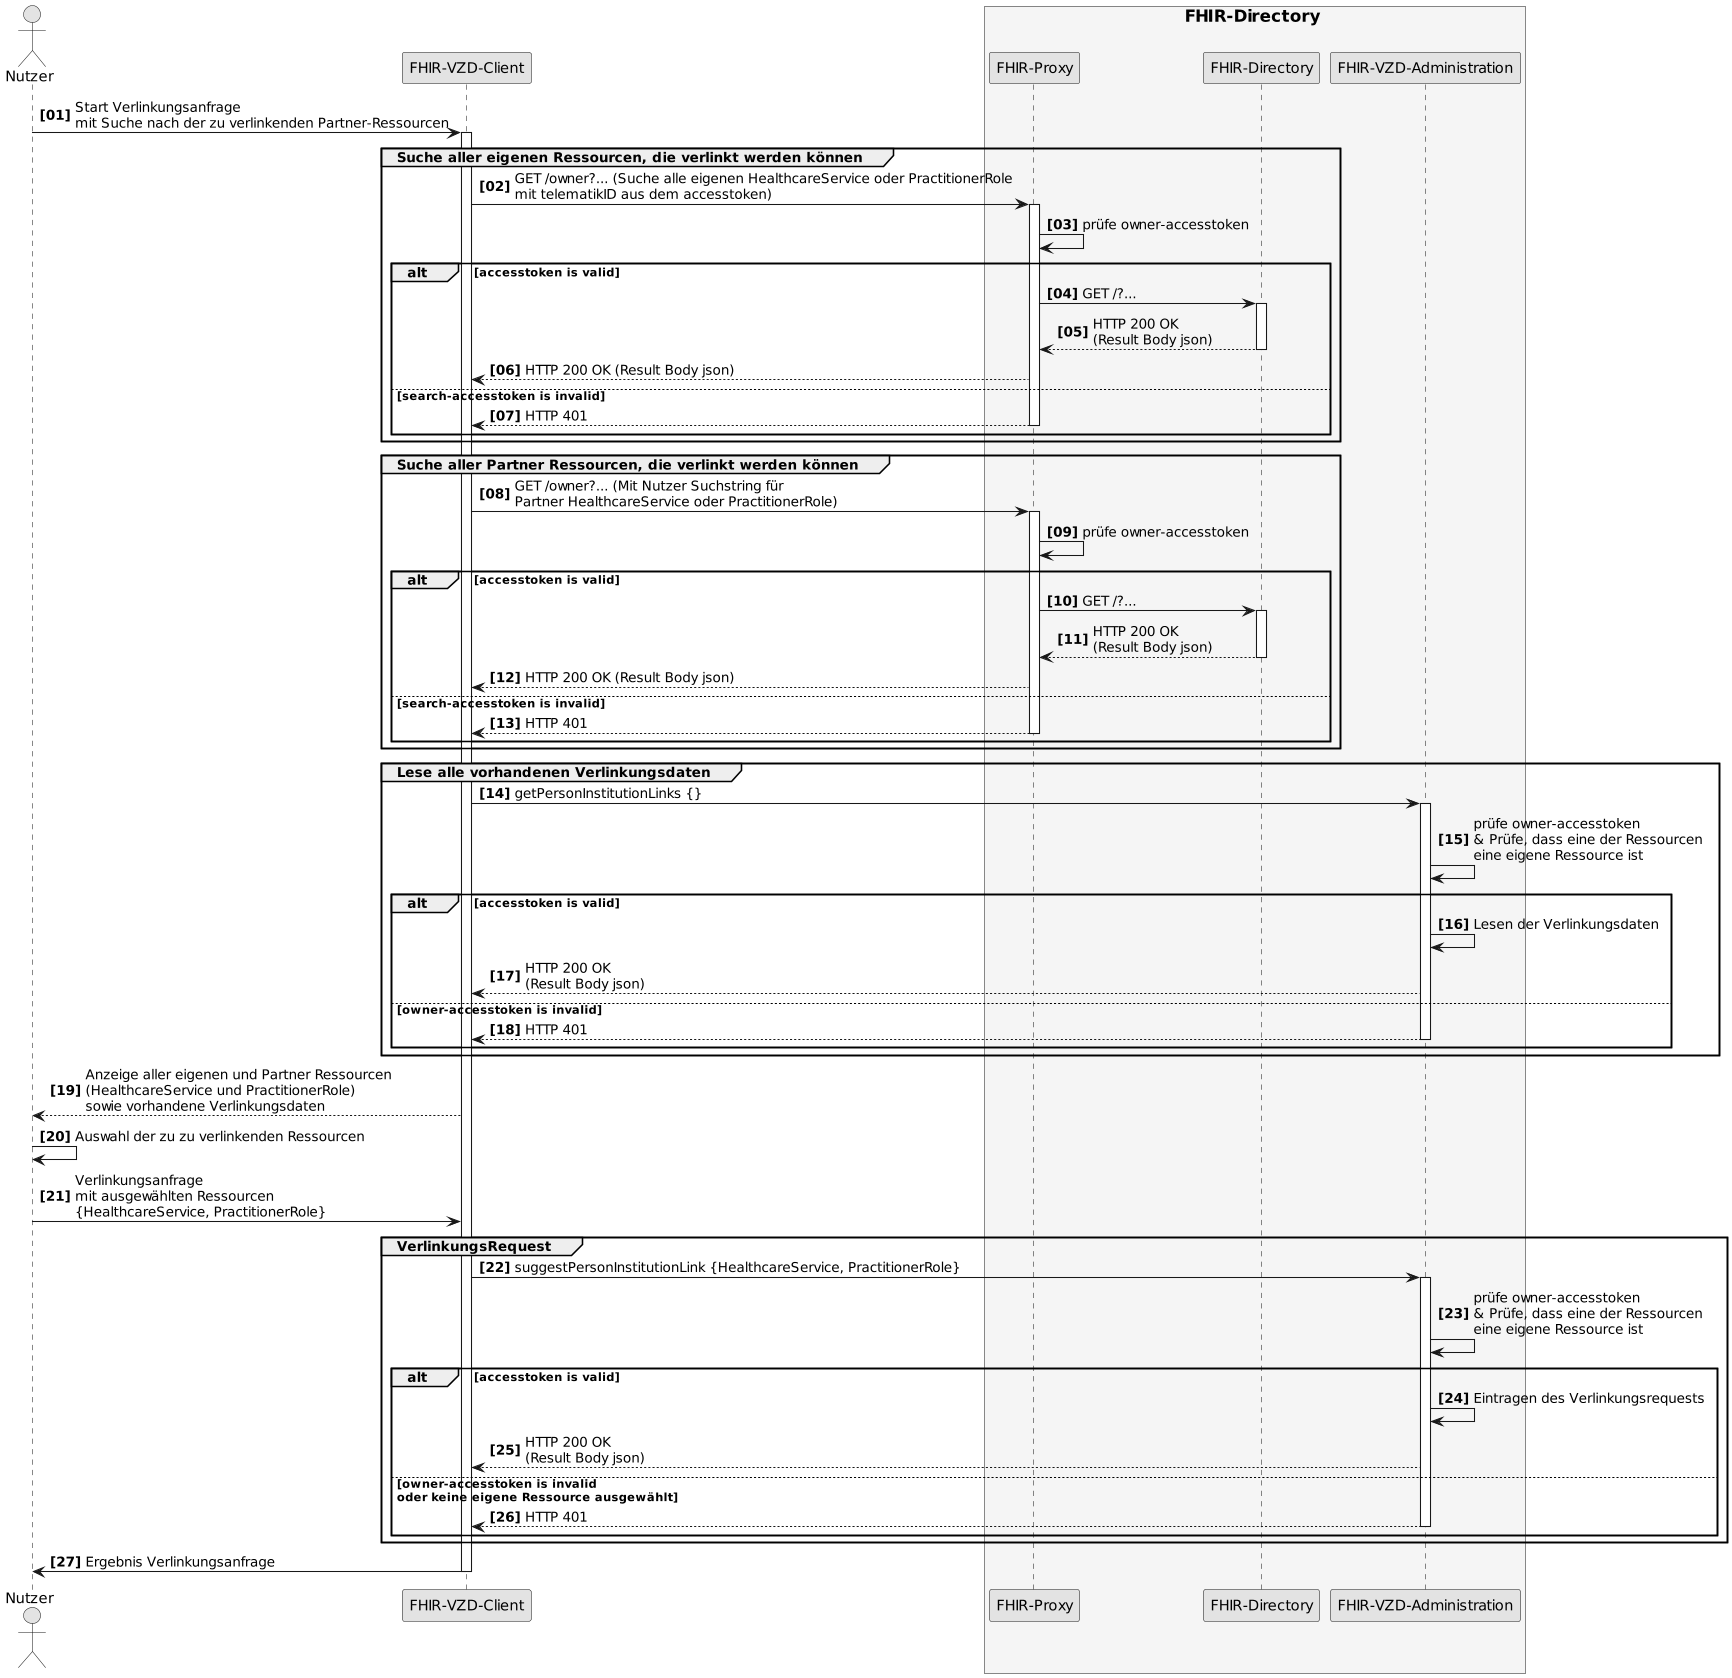 FHIR-Directory
Nutzer
FHIR-VZD-Client
FHIR-Proxy
FHIR-Directory
FHIR-VZD-Administration
[01] Start Verlinkungsanfrage
mit Suche nach der zu verlinkenden Partner-Ressourcen
Suche aller eigenen Ressourcen, die verlinkt werden können
[02] GET /owner?... (Suche alle eigenen HealthcareService oder PractitionerRole
mit telematikID aus dem accesstoken)
[03] prüfe owner-accesstoken
alt [accesstoken is valid]
[04] GET /?...
[05] HTTP 200 OK
(Result Body json)
[06] HTTP 200 OK (Result Body json)
[search-accesstoken is invalid]
[07] HTTP 401
Suche aller Partner Ressourcen, die verlinkt werden können
[08] GET /owner?... (Mit Nutzer Suchstring für
Partner HealthcareService oder PractitionerRole)
[09] prüfe owner-accesstoken
alt [accesstoken is valid]
[10] GET /?...
[11] HTTP 200 OK
(Result Body json)
[12] HTTP 200 OK (Result Body json)
[search-accesstoken is invalid]
[13] HTTP 401
Lese alle vorhandenen Verlinkungsdaten
[14] getPersonInstitutionLinks {}
[15] prüfe owner-accesstoken
& Prüfe, dass eine der Ressourcen
eine eigene Ressource ist
alt [accesstoken is valid]
[16] Lesen der Verlinkungsdaten
[17] HTTP 200 OK
(Result Body json)
[owner-accesstoken is invalid]
[18] HTTP 401
[19] Anzeige aller eigenen und Partner Ressourcen
(HealthcareService und PractitionerRole)
sowie vorhandene Verlinkungsdaten
[20] Auswahl der zu zu verlinkenden Ressourcen
[21] Verlinkungsanfrage
mit ausgewählten Ressourcen
{HealthcareService, PractitionerRole}
VerlinkungsRequest
[22] suggestPersonInstitutionLink {HealthcareService, PractitionerRole}
[23] prüfe owner-accesstoken
& Prüfe, dass eine der Ressourcen
eine eigene Ressource ist
alt [accesstoken is valid]
[24] Eintragen des Verlinkungsrequests
[25] HTTP 200 OK
(Result Body json)
[owner-accesstoken is invalid
oder keine eigene Ressource ausgewählt]
[26] HTTP 401
[27] Ergebnis Verlinkungsanfrage
Nutzer
FHIR-VZD-Client
FHIR-Proxy
FHIR-Directory
FHIR-VZD-Administration